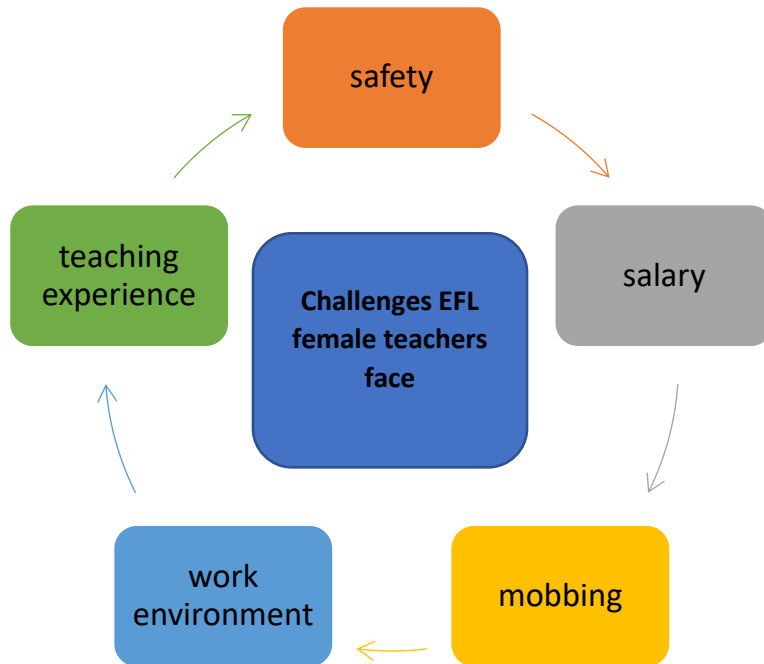 safety
salary
mobbing
work
environment
teaching
experience
Challenges EFL
female teachers
face